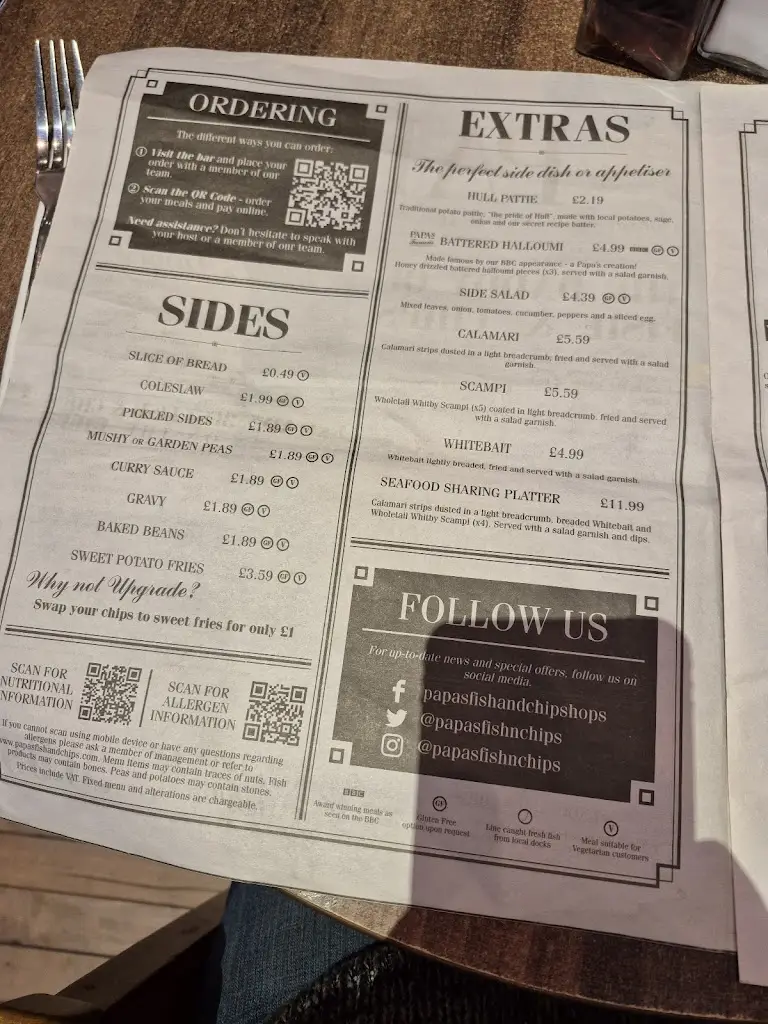 ORDERING
The different ways you can order:
① Visit the bar and place your
order with a member of our
team.
② Scan the QR Code - order
your meals and pay online.
Need assistance? Don't hesitate to speak with
your host or a member of our team.
SIDES
SLICE OF BREAD £0.49 V
COLESLAW £1.99 GF V
PICKLED SIDES £1.89 GF V
MUSHY OR GARDEN PEAS £1.89 GF V
CURRY SAUCE £1.89 GF V
GRAVY £1.89 GF V
BAKED BEANS £1.89 GF V
SWEET POTATO FRIES £3.59 GF V
Why not Upgrade?
Swap your chips to sweet fries for only £1
SCAN FOR
NUTRITIONAL
INFORMATION
SCAN FOR
ALLERGEN
INFORMATION
If you cannot scan using mobile device or have any questions regarding
allergens please ask a member of management or refer to
www.papasfishandchips.com. Menu items may contain traces of nuts. Fish
products may contain bones. Peas and potatoes may contain stones.
Prices include VAT. Fixed menu and alterations are chargeable.
EXTRAS
The perfect side dish or appetiser
HULL PATTIE £2.19
Traditional potato pattie, "the pride of Hull", made with local potatoes, sage,
onion and our secret recipe batter.
PAPA'S Favourite BATTERED HALLOUMI £4.99 BBC GF V
Made famous by our BBC appearance - a Papa's creation!
Honey drizzled battered halloumi pieces (x3), served with a salad garnish.
SIDE SALAD £4.39 GF V
Mixed leaves, onion, tomatoes, cucumber, peppers and a sliced egg.
CALAMARI £5.59
Calamari strips dusted in a light breadcrumb, fried and served with a salad
garnish.
SCAMPI £5.59
Wholetail Whitby Scampi (x5) coated in light breadcrumb, fried and served
with a salad garnish.
WHITEBAIT £4.99
Whitebait lightly breaded, fried and served with a salad garnish.
SEAFOOD SHARING PLATTER £11.99
Calamari strips dusted in a light breadcrumb, breaded Whitebait and
Wholetail Whitby Scampi (x4). Served with a salad garnish and dips.
FOLLOW US
For up-to-date news and special offers, follow us on
social media.
papasfishandchipshops
@papasfishnchips
@papasfishnchips
BBC
Award winning meals as
seen on the BBC
GF
Gluten Free
option upon request
Line caught fresh fish
from local docks
V
Meal suitable for
Vegetarian customers